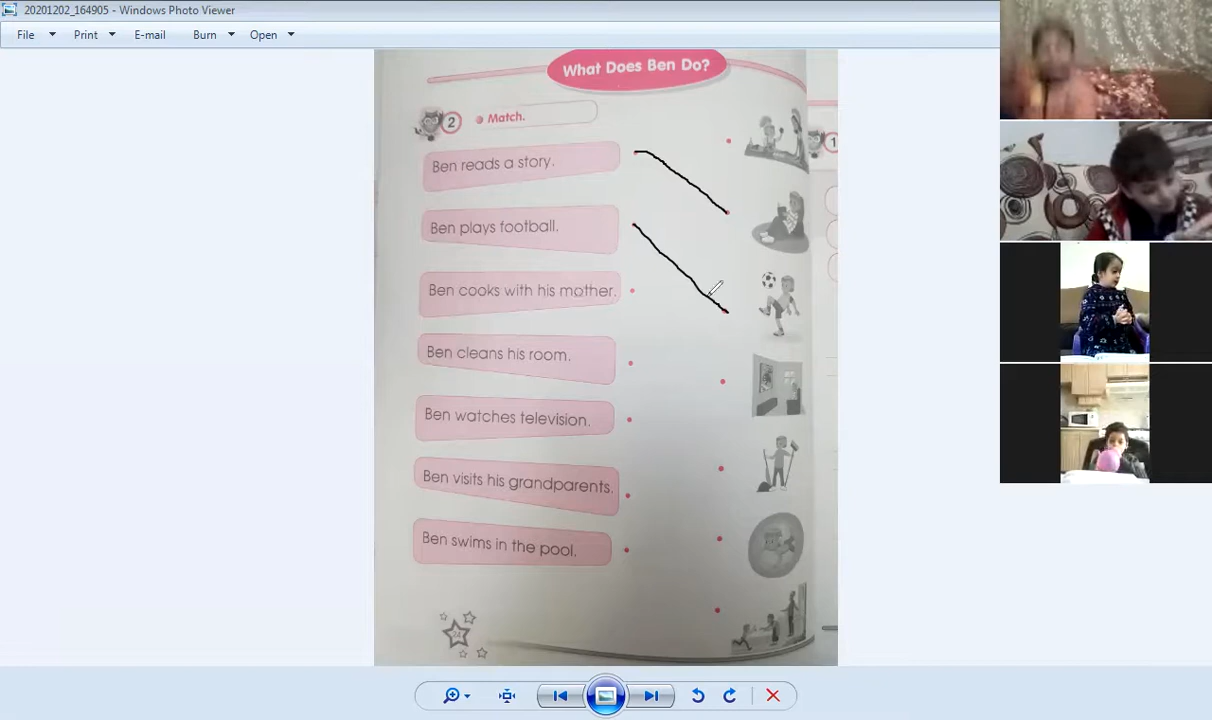 20201202_164905 - Windows Photo Viewer
File Print E-mail Burn Open
What Does Ben Do?
2 Match.
1
Ben reads a story.
Ben plays football.
Ben cooks with his mother.
Ben cleans his room.
Ben watches television.
Ben visits his grandparents.
Ben swims in the pool.
24